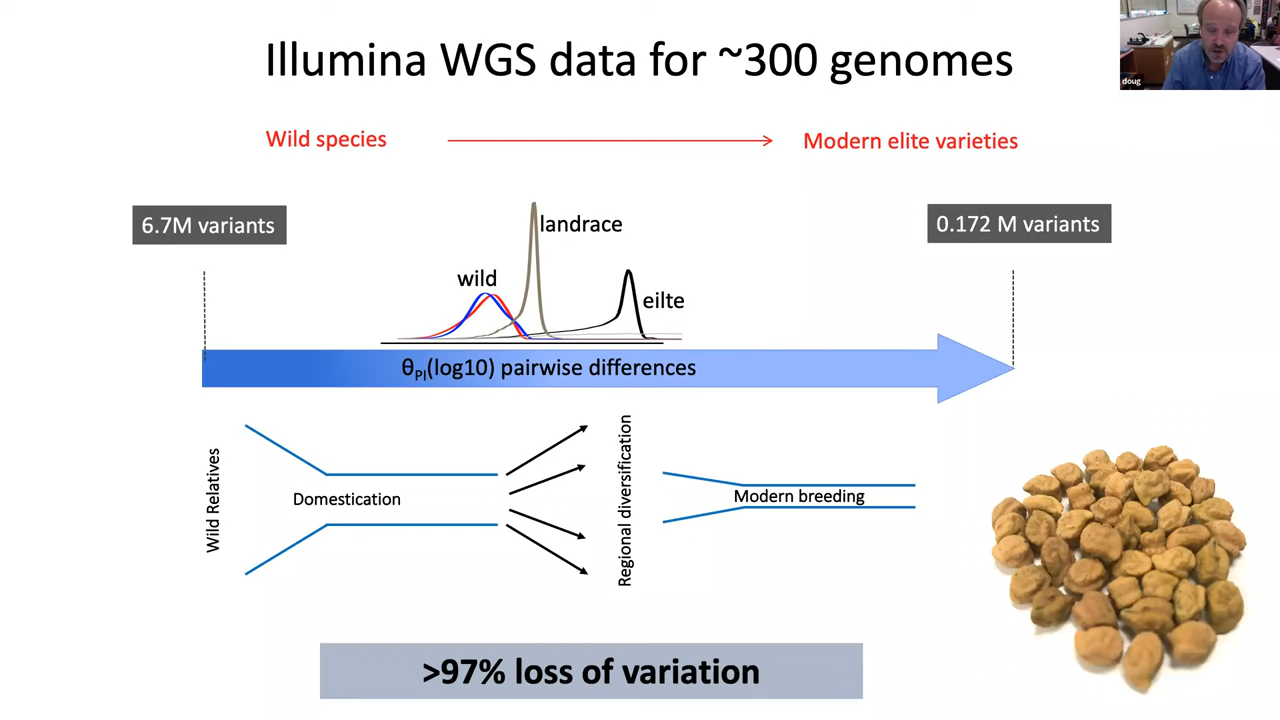 Illumina WGS data for ~300 genomes
doug
Wild species
Modern elite varieties
6.7M variants
landrace
0.172 M variants
wild
eilte
θPI(log10) pairwise differences
Wild Relatives
Domestication
Regional diversification
Modern breeding
>97% loss of variation